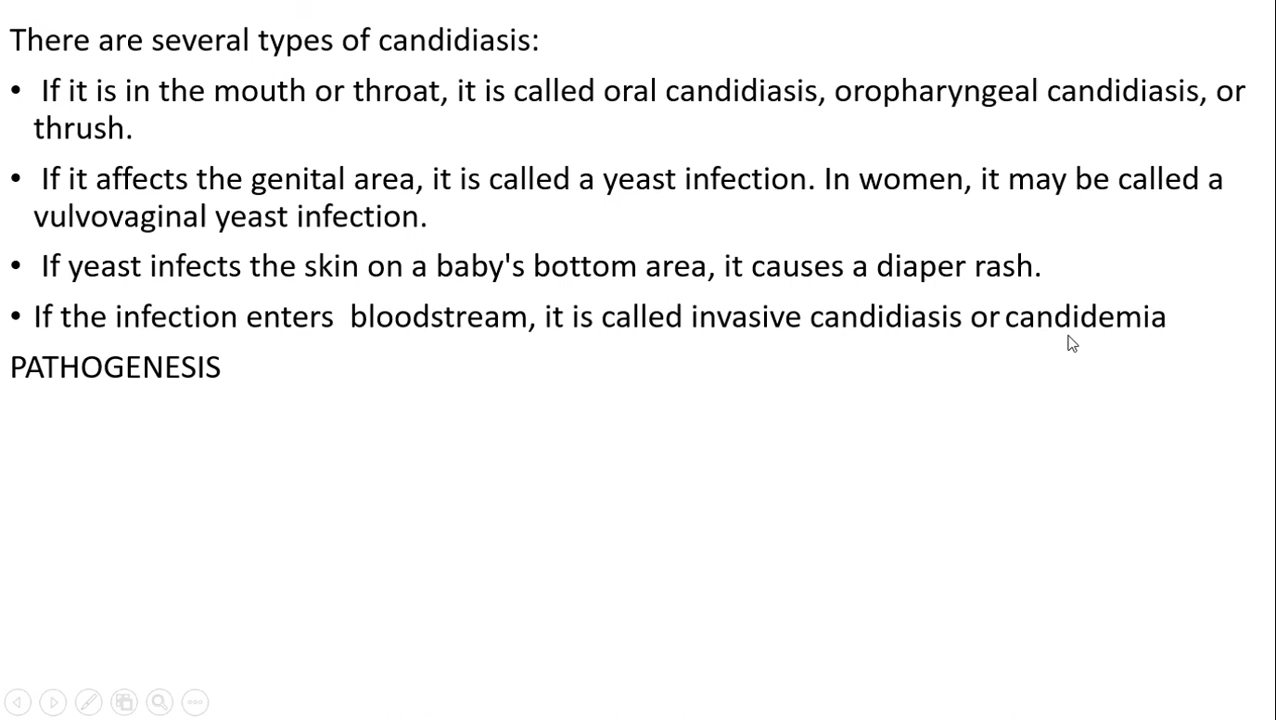 There are several types of candidiasis:
• If it is in the mouth or throat, it is called oral candidiasis, oropharyngeal candidiasis, or
thrush.
• If it affects the genital area, it is called a yeast infection. In women, it may be called a
vulvovaginal yeast infection.
• If yeast infects the skin on a baby's bottom area, it causes a diaper rash.
• If the infection enters  bloodstream, it is called invasive candidiasis or candidemia
PATHOGENESIS